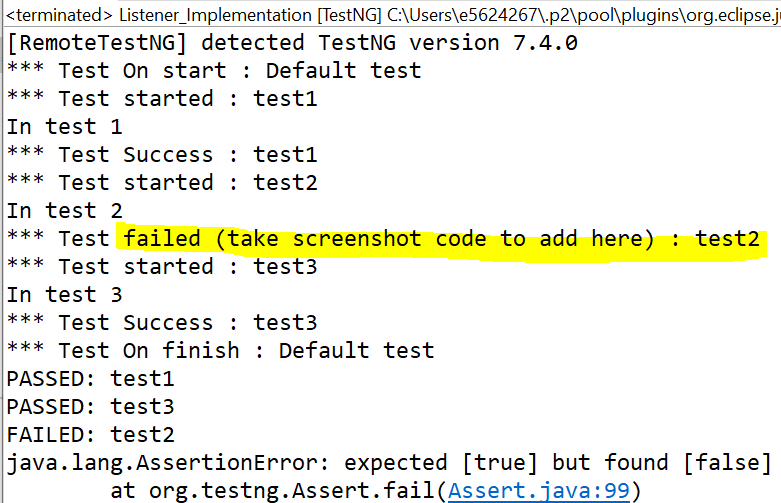 <terminated> Listener_Implementation [TestNG] C:\Users\e5624267\.p2\pool\plugins\org.eclipse.ju
[RemoteTestNG] detected TestNG version 7.4.0
*** Test On start : Default test
*** Test started : test1
In test 1
*** Test Success : test1
*** Test started : test2
In test 2
*** Test failed (take screenshot code to add here) : test2
*** Test started : test3
In test 3
*** Test Success : test3
*** Test On finish : Default test
PASSED: test1
PASSED: test3
FAILED: test2
java.lang.AssertionError: expected [true] but found [false]
at org.testng.Assert.fail(Assert.java:99)